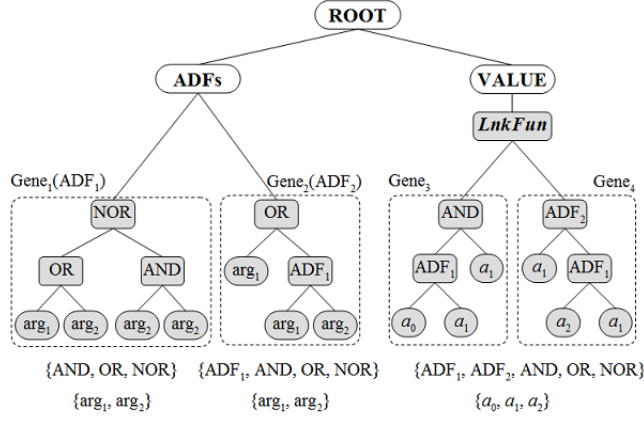 ROOT
ADFs VALUE
LnkFun
Gene₁(ADF₁) Gene₂(ADF₂) Gene₃ Gene₄
NOR OR AND ADF₂
OR AND arg₁ ADF₁ ADF₁ a₁ a₁ ADF₁
arg₁ arg₂ arg₂ arg₂ arg₁ arg₂ a₀ a₁ a₂ a₁
{AND, OR, NOR} {ADF₁, AND, OR, NOR} {ADF₁, ADF₂, AND, OR, NOR}
{arg₁, arg₂} {arg₁, arg₂} {a₀, a₁, a₂}